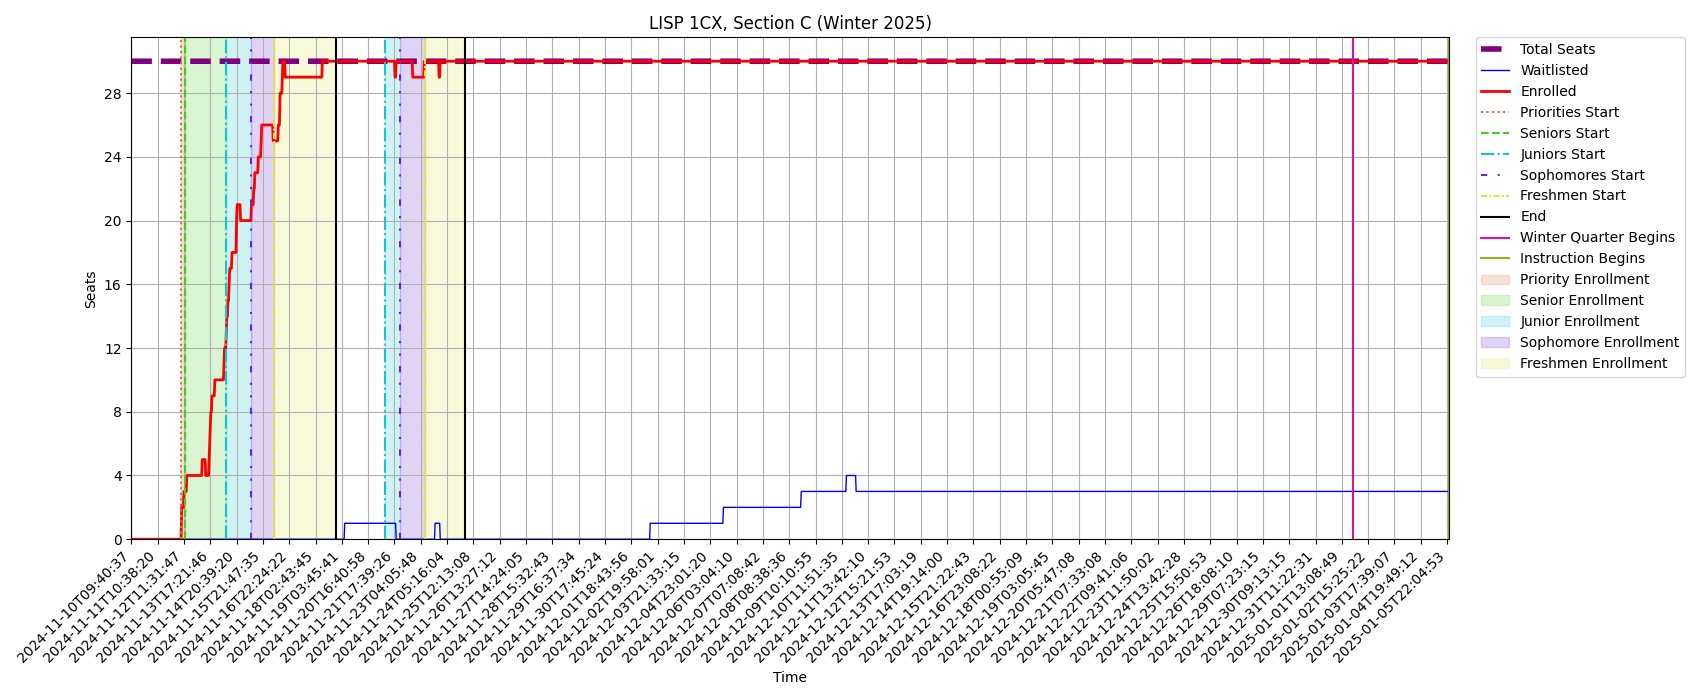 LISP 1CX, Section C (Winter 2025)
Seats
28
24
20
16
12
8
4
0
2024-11-10T09:40:37
2024-11-11T10:38:20
2024-11-12T11:31:47
2024-11-13T17:21:46
2024-11-14T20:39:20
2024-11-15T21:47:35
2024-11-16T22:24:22
2024-11-18T02:43:45
2024-11-19T03:45:41
2024-11-20T16:40:58
2024-11-21T17:39:26
2024-11-23T04:05:48
2024-11-24T05:16:04
2024-11-25T12:13:08
2024-11-26T13:27:12
2024-11-27T14:24:05
2024-11-28T15:32:43
2024-11-29T16:37:34
2024-11-30T17:45:24
2024-12-01T18:43:56
2024-12-02T19:58:01
2024-12-03T21:33:15
2024-12-04T23:01:20
2024-12-06T03:04:10
2024-12-07T07:08:42
2024-12-08T08:38:36
2024-12-09T10:10:55
2024-12-10T11:51:35
2024-12-11T13:42:10
2024-12-12T15:21:53
2024-12-13T17:03:19
2024-12-14T19:14:00
2024-12-15T21:22:43
2024-12-16T23:08:22
2024-12-18T00:55:09
2024-12-19T03:05:45
2024-12-20T05:47:08
2024-12-21T07:33:08
2024-12-22T09:41:06
2024-12-23T11:50:02
2024-12-24T13:42:28
2024-12-25T15:50:53
2024-12-26T18:08:10
2024-12-29T07:23:15
2024-12-30T09:13:15
2024-12-31T11:22:31
2025-01-01T13:08:49
2025-01-02T15:25:22
2025-01-03T17:39:07
2025-01-04T19:49:12
2025-01-05T22:04:53
Time
Total Seats
Waitlisted
Enrolled
Priorities Start
Seniors Start
Juniors Start
Sophomores Start
Freshmen Start
End
Winter Quarter Begins
Instruction Begins
Priority Enrollment
Senior Enrollment
Junior Enrollment
Sophomore Enrollment
Freshmen Enrollment